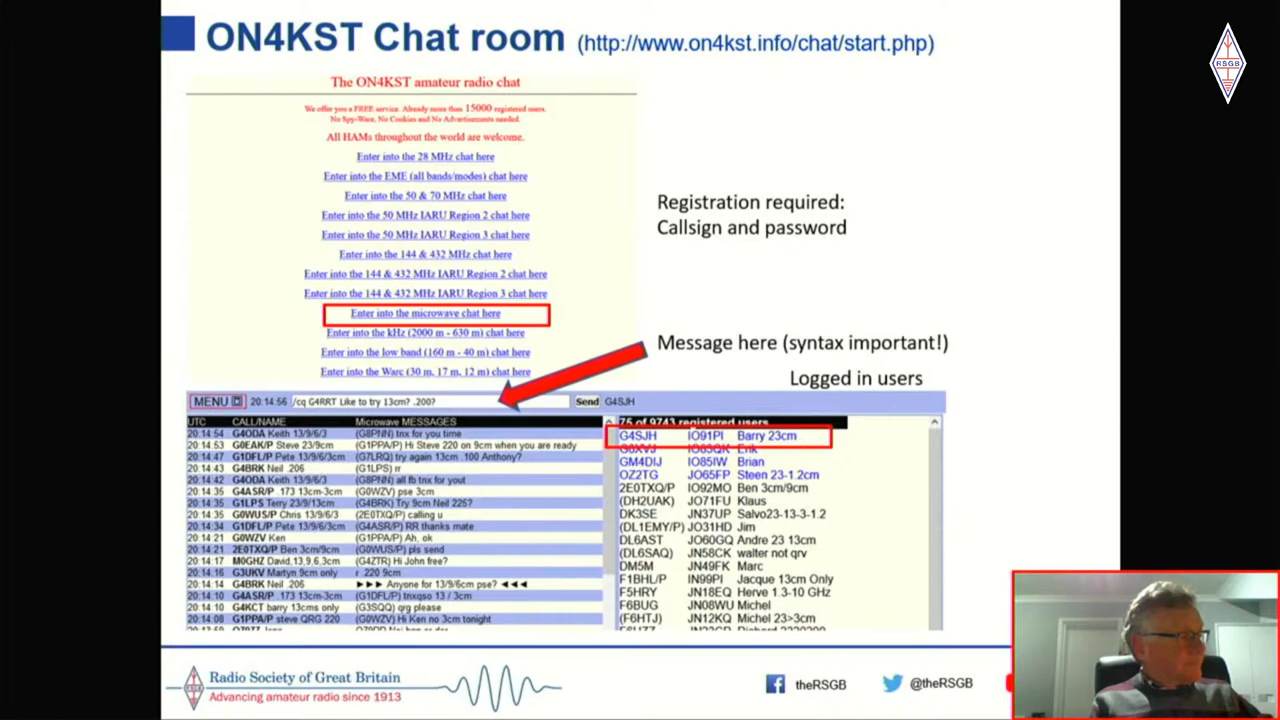 ON4KST Chat room (http://www.on4kst.info/chat/start.php)
RSGB
The ON4KST amateur radio chat
We offer you a FREE service. Already more than 15000 registered users.
No Spy-Ware, No Cookies and No Advertisements needed.
All HAMs throughout the world are welcome.
Enter into the 28 MHz chat here
Enter into the EME (all bands/modes) chat here
Enter into the 50 & 70 MHz chat here
Enter into the 50 MHz IARU Region 2 chat here
Enter into the 50 MHz IARU Region 3 chat here
Enter into the 144 & 432 MHz chat here
Enter into the 144 & 432 MHz IARU Region 2 chat here
Enter into the 144 & 432 MHz IARU Region 3 chat here
Enter into the microwave chat here
Enter into the kHz (2000 m - 630 m) chat here
Enter into the low band (160 m - 40 m) chat here
Enter into the Warc (30 m, 17 m, 12 m) chat here
Registration required:
Callsign and password
Message here (syntax important!)
Logged in users
MENU 20:14:56 /cq G4RRT Like to try 13cm? .200? Send G4SJH
UTC CALL/NAME Microwave MESSAGES
20:14:54 G4ODA Keith 13/9/6/3 (G8PNN) tnx for you time
20:14:53 G0EAK/P Steve 23/9cm (G1PPA/P) Hi Steve 220 on 9cm when you are ready
20:14:47 G1DFL/P Pete 13/9/6/3cm (G7LRQ) try again 13cm .100 Anthony?
20:14:43 G4BRK Neil .206 (G1LPS) rr
20:14:42 G4ODA Keith 13/9/6/3 (G8PNN) all fb tnx for yout
20:14:35 G4ASR/P .173 13cm-3cm (G0WZV) pse 3cm
20:14:35 G1LPS Terry 23/9/13cm (G4BRK) Try 9cm Neil 225?
20:14:35 G0WUS/P Chris 13/9/6cm (2E0TXQ/P) calling u
20:14:34 G1DFL/P Pete 13/9/6/3cm (G4ASR/P) RR thanks mate
20:14:21 G0WZV Ken (G1PPA/P) Ah, ok
20:14:21 2E0TXQ/P Ben 3cm/9cm (G0WUS/P) pls send
20:14:17 M0GHZ David,13,9,6,3cm (G4ZTR) Hi John free?
20:14:16 G3UKV Martyn 9cm only r .220 9cm
20:14:14 G4BRK Neil .206 ►►► Anyone for 13/9/6cm pse? ◄◄◄
20:14:10 G4ASR/P .173 13cm-3cm (G1DFL/P) tnxqso 13 / 3cm
20:14:10 G4KCT barry 13cms only (G3SQQ) qrg please
20:14:08 G1PPA/P steve QRG 220 (G0WZV) Hi Ken no 3cm tonight
75 of 9743 registered users
G4SJH IO91PI Barry 23cm
Erik
GM4DIJ IO85IW Brian
OZ2TG JO65FP Steen 23-1.2cm
2E0TXQ/P IO92MO Ben 3cm/9cm
(DH2UAK) JO71FU Klaus
DK3SE JN37UP Salvo23-13-3-1.2
(DL1EMY/P) JO31HD Jim
DL6AST JO60GQ Andre 23 13cm
(DL6SAQ) JN58CK walter not qrv
DM5M JN49FK Marc
F1BHL/P IN99PI Jacque 13cm Only
F5HRY JN18EQ Herve 1.3-10 GHz
F6BUG JN08WU Michel
(F6HTJ) JN12KQ Michel 23>3cm
Radio Society of Great Britain
Advancing amateur radio since 1913
theRSGB
@theRSGB